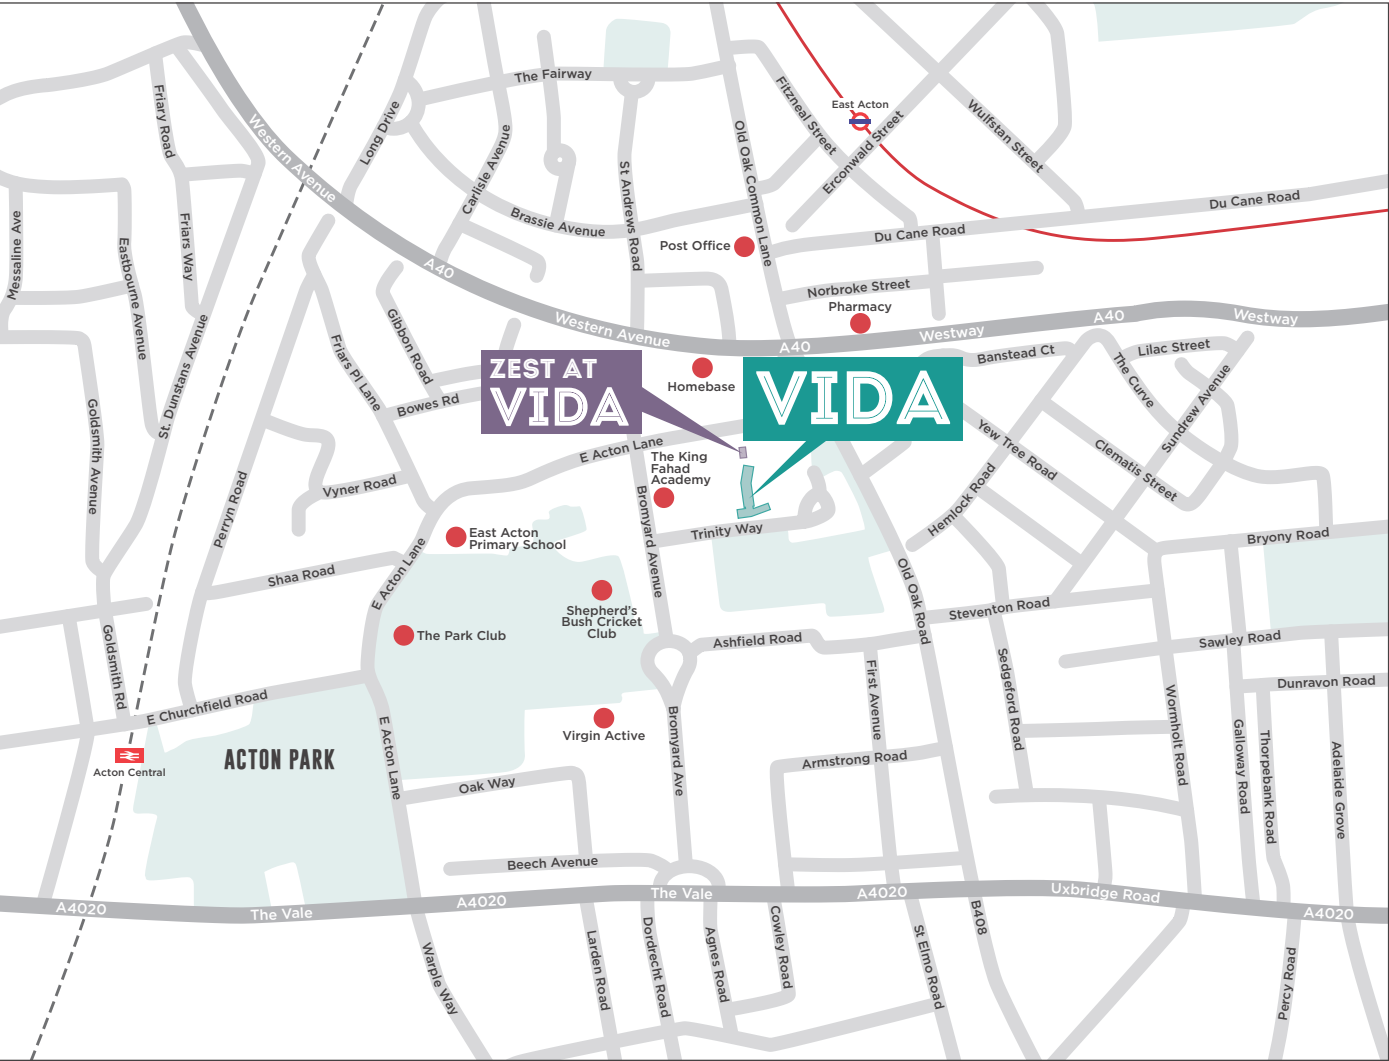 The Fairway
East Acton
Friary Road
Long Drive
Western Avenue
Fitzneal Street
Wulfstan Street
Erconwald Street
Old Oak Common Lane
Carlisle Avenue
St Andrews Road
Brassie Avenue
Du Cane Road
Du Cane Road
Messaline Ave
Eastbourne Avenue
Friars Way
Post Office
A40
Norbroke Street
Pharmacy
Western Avenue
A40
Westway
A40
Westway
Gibbon Road
Friars Pl Lane
St. Dunstans Avenue
Banstead Ct
Lilac Street
The Curve
Sundrew Avenue
Homebase
ZEST AT
VIDA
VIDA
Bowes Rd
Goldsmith Avenue
E Acton Lane
The King
Fahad
Academy
Yew Tree Road
Clematis Street
Hemlock Road
Vyner Road
Perryn Road
Bromyard Avenue
Trinity Way
East Acton
Primary School
Bryony Road
Shaa Road
E Acton Lane
Old Oak Road
Shepherd's
Bush Cricket
Club
Steventon Road
The Park Club
Ashfield Road
Sawley Road
Goldsmith Rd
First Avenue
Sedgeford Road
Dunravon Road
E Churchfield Road
Wormholt Road
E Acton Lane
Virgin Active
Bromyard Ave
Galloway Road
Thorpebank Road
Adelaide Grove
ACTON PARK
Acton Central
Armstrong Road
Oak Way
Beech Avenue
A4020
The Vale
A4020
The Vale
A4020
Uxbridge Road
A4020
B408
Warple Way
Larden Road
Dordrecht Road
Agnes Road
Cowley Road
St Elmo Road
Percy Road